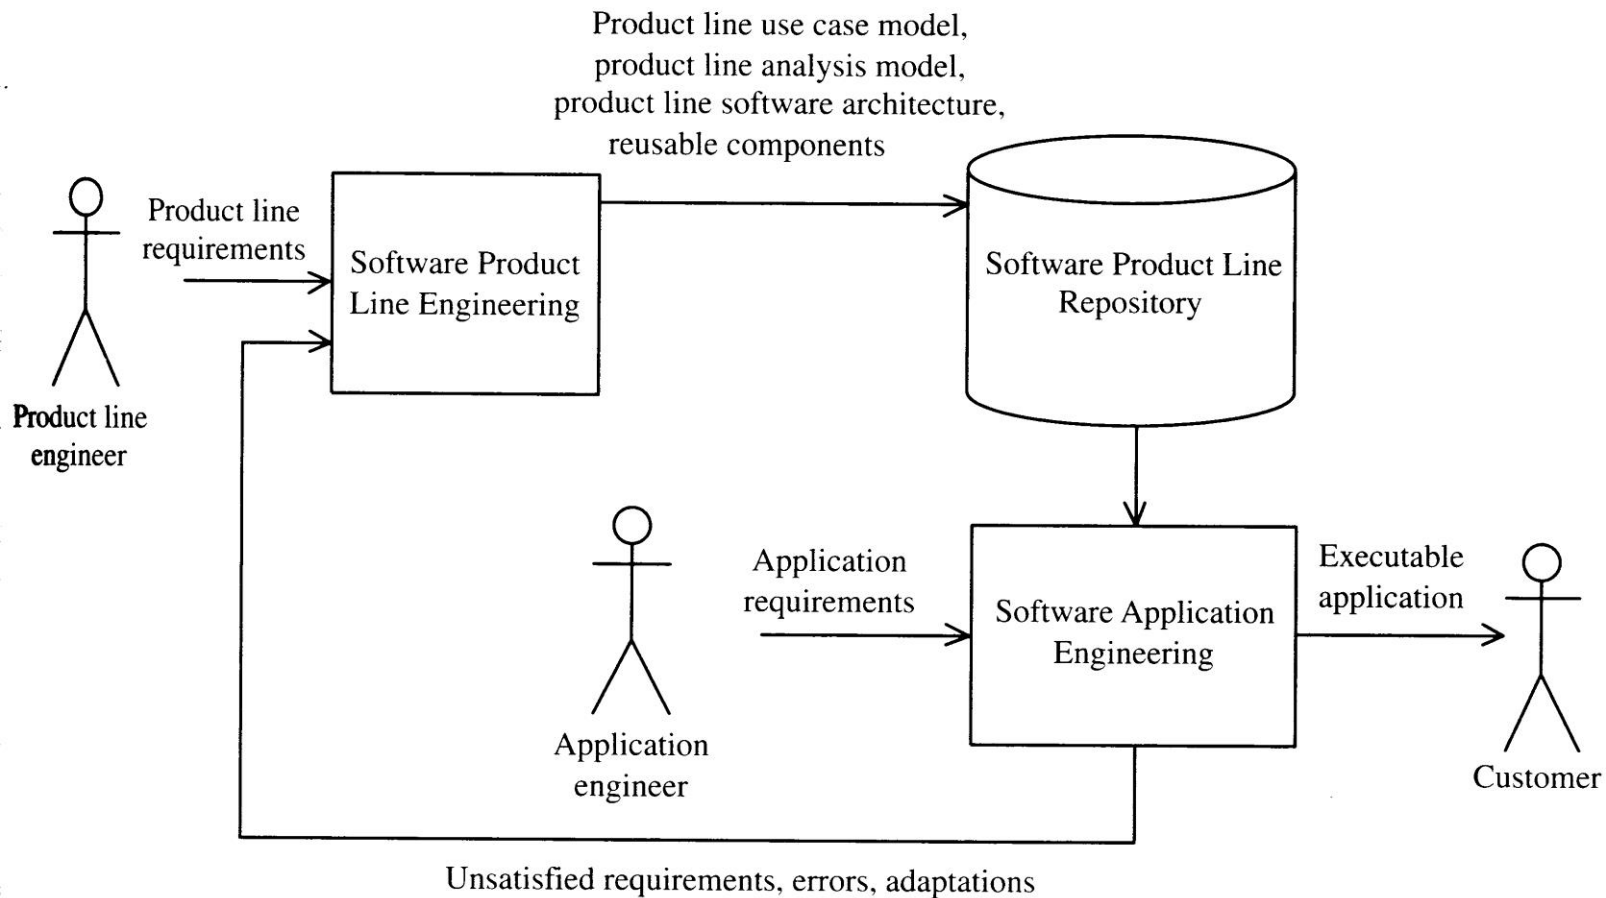 Product line use case model,
product line analysis model,
product line software architecture,
reusable components
Product line
requirements
Software Product
Line Engineering
Software Product Line
Repository
Product line
engineer
Application
requirements
Software Application
Engineering
Executable
application
Application
engineer
Customer
Unsatisfied requirements, errors, adaptations